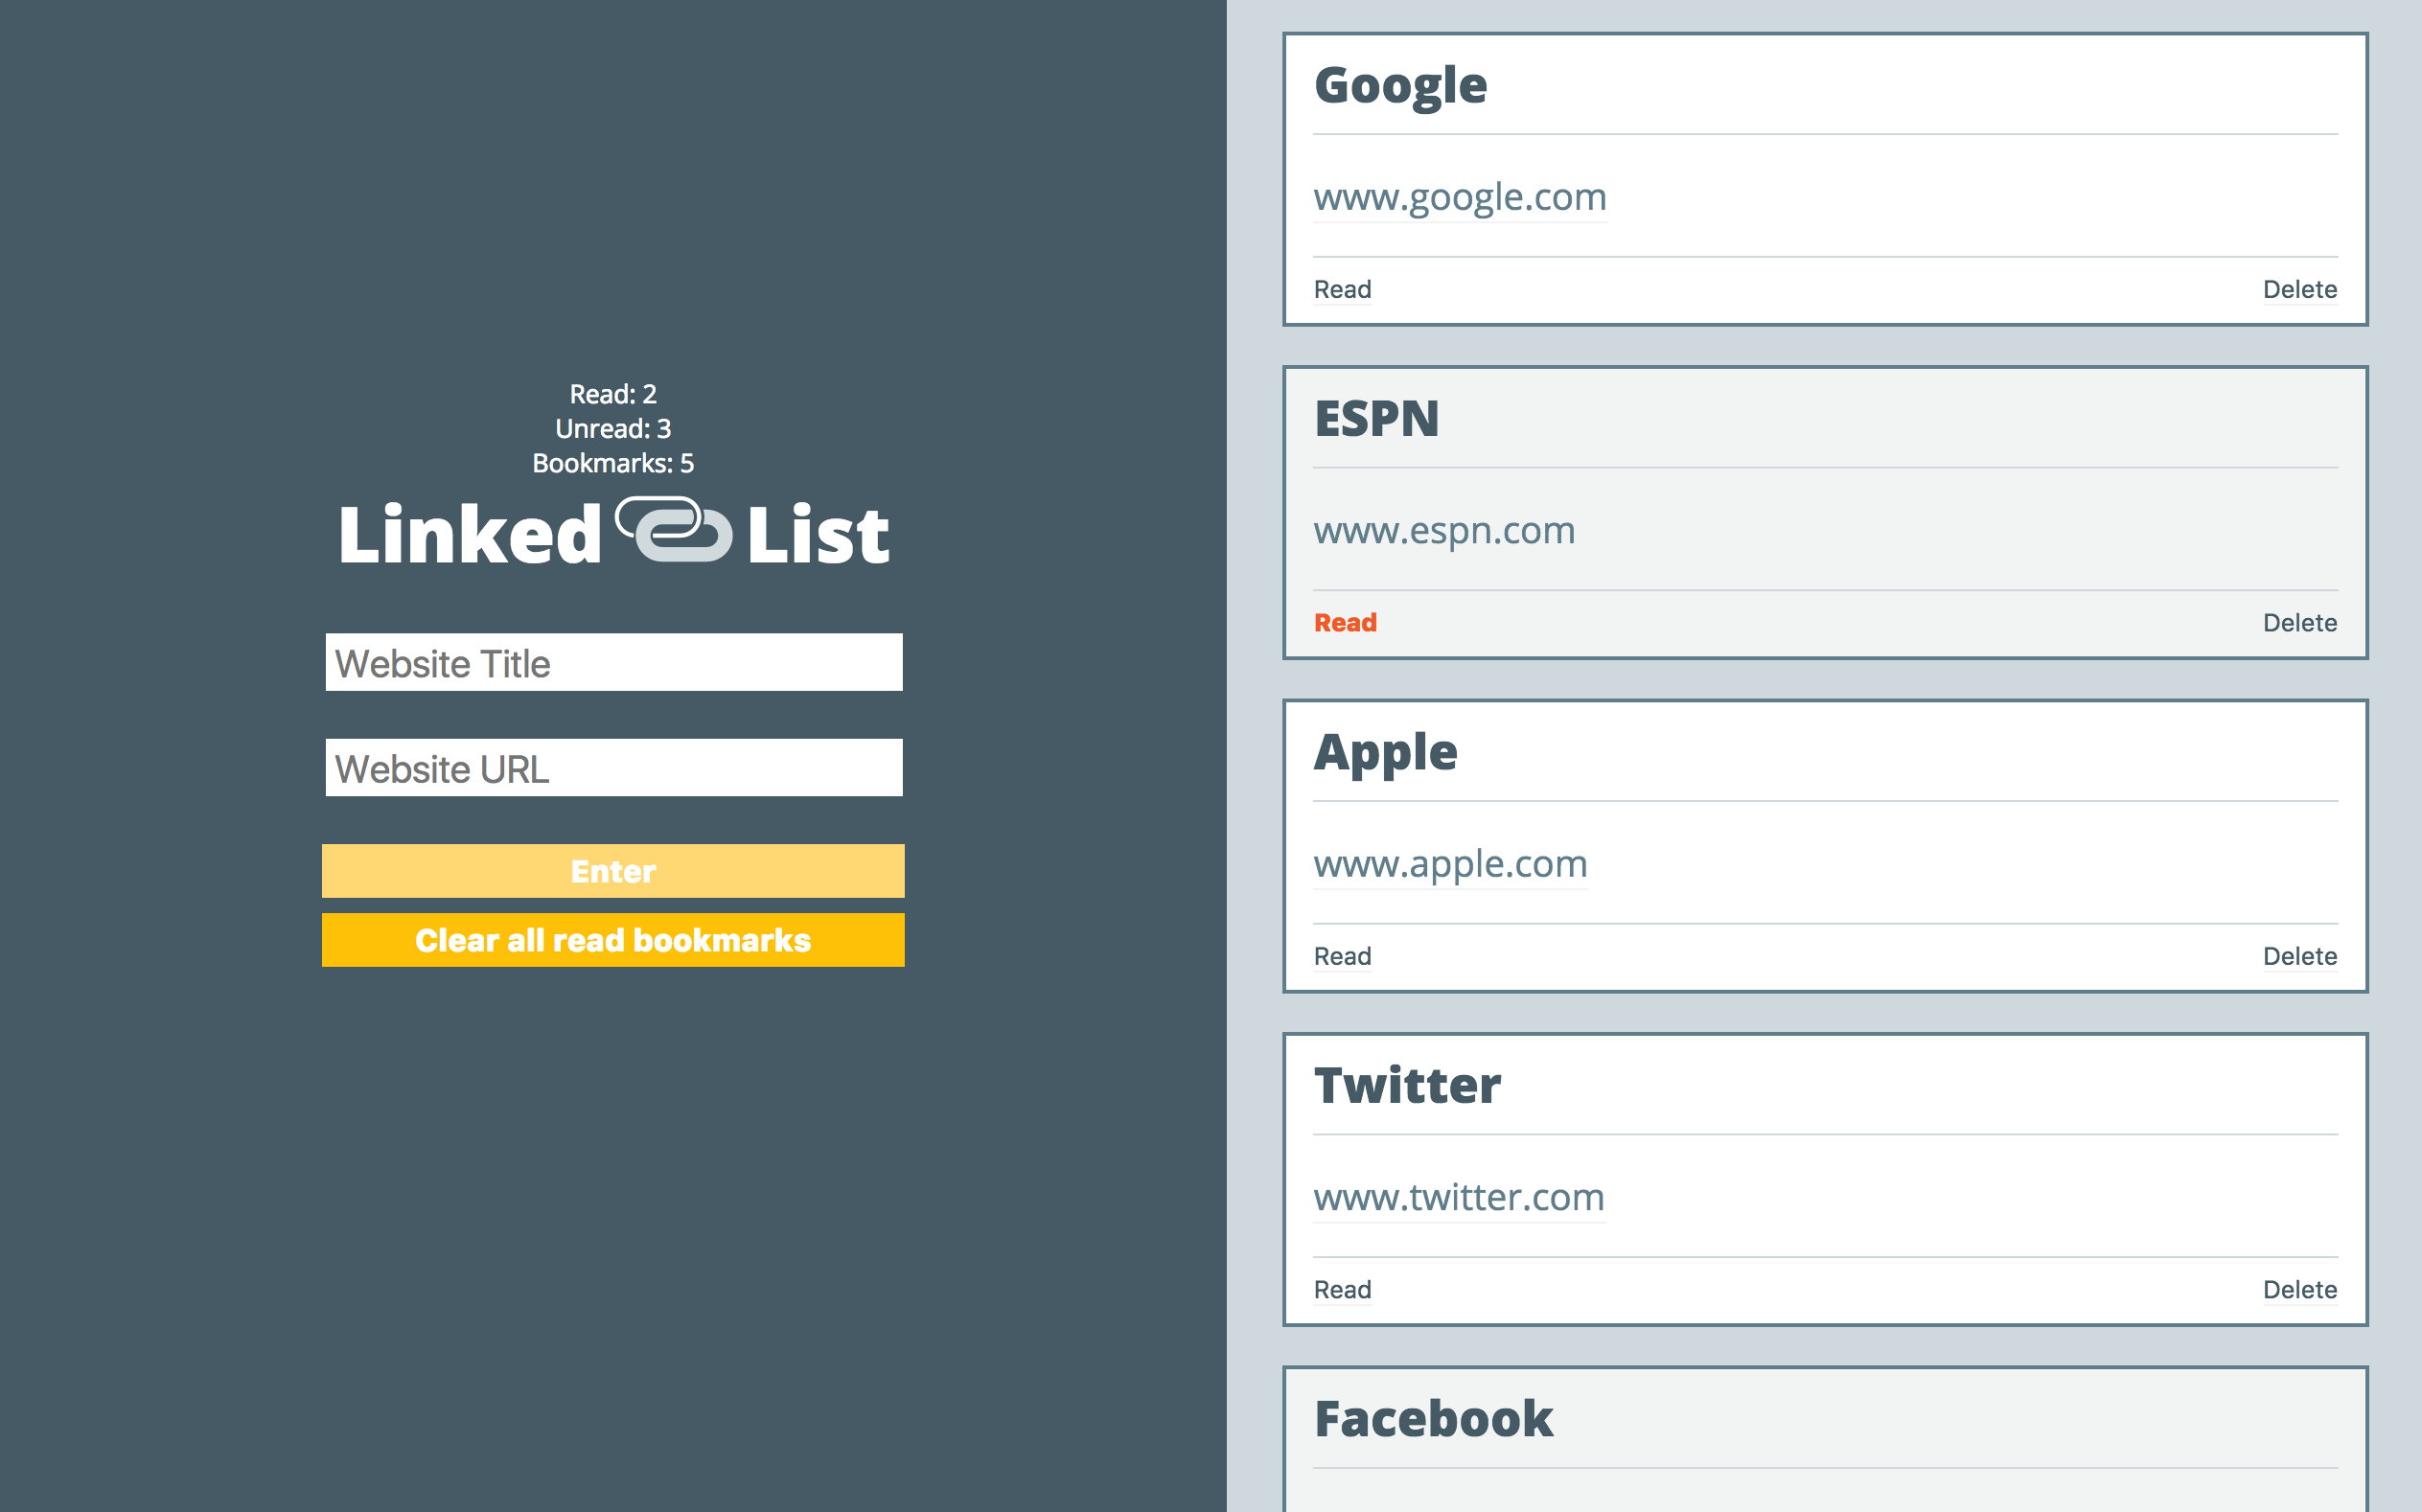 Read: 2
Unread: 3
Bookmarks: 5
Linked List
Website Title
Website URL
Enter
Clear all read bookmarks
Google
www.google.com
Read Delete
ESPN
www.espn.com
Read Delete
Apple
www.apple.com
Read Delete
Twitter
www.twitter.com
Read Delete
Facebook